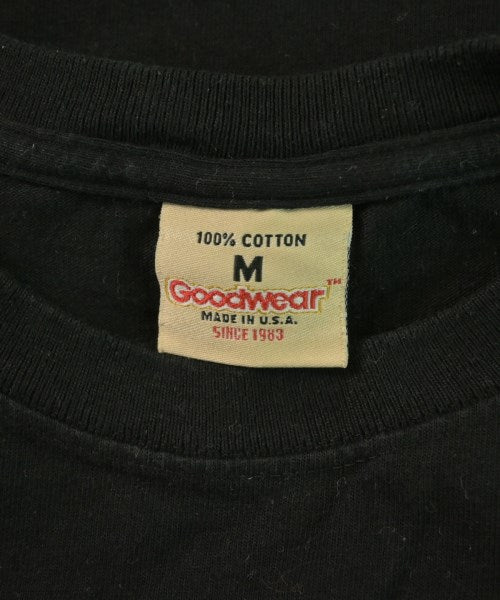 100% COTTON
M
Goodwear™
MADE IN U.S.A.
SINCE 1983